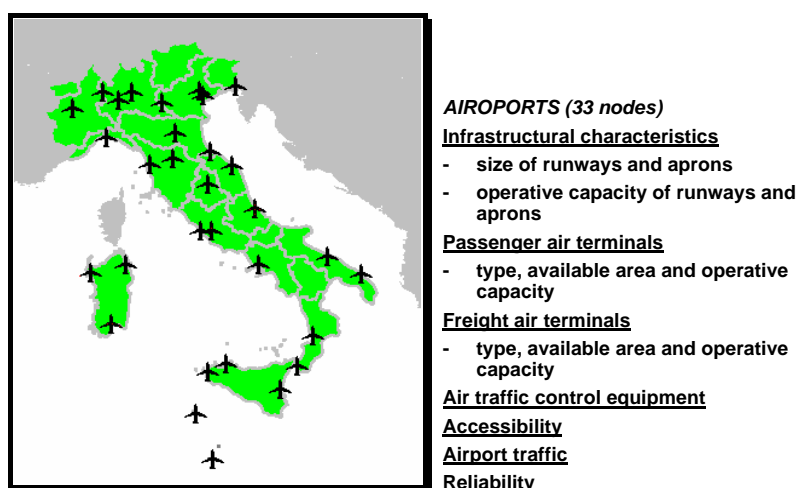 AIROPORTS (33 nodes)
Infrastructural characteristics
- size of runways and aprons
- operative capacity of runways and
aprons
Passenger air terminals
- type, available area and operative
capacity
Freight air terminals
- type, available area and operative
capacity
Air traffic control equipment
Accessibility
Airport traffic
Reliability